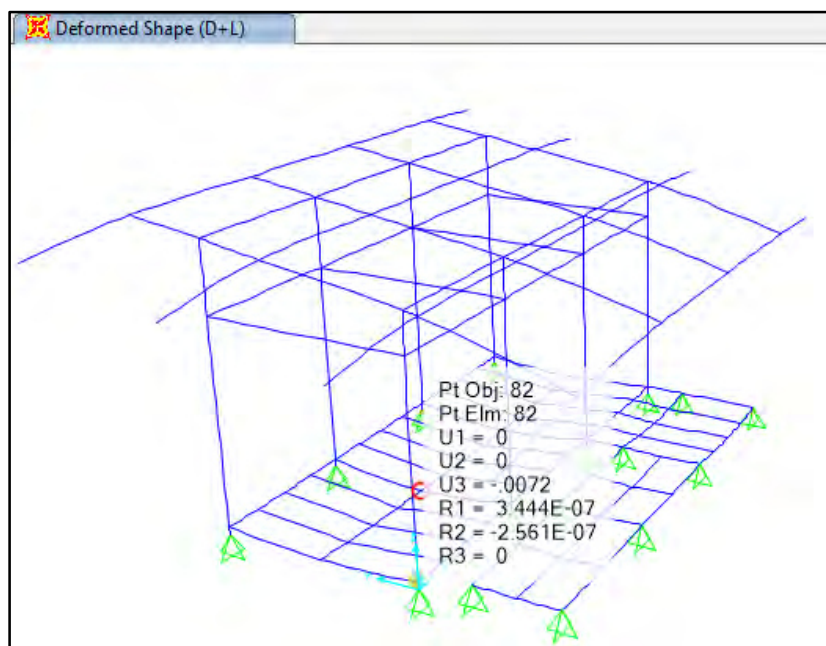 Deformed Shape (D+L)
Pt Obj: 82
Pt Elm: 82
U1 = 0
U2 = 0
U3 = -.0072
R1 = 3.444E-07
R2 = -2.561E-07
R3 = 0